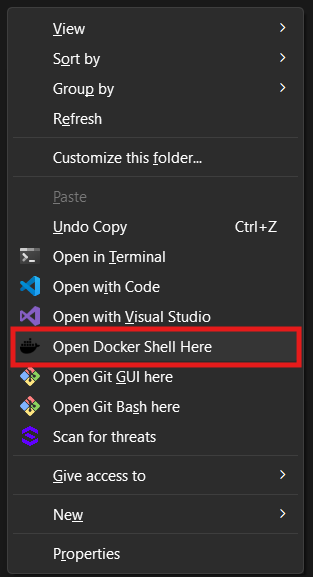 View
Sort by
Group by
Refresh
Customize this folder...
Paste
Undo Copy Ctrl+Z
Open in Terminal
Open with Code
Open with Visual Studio
Open Docker Shell Here
Open Git GUI here
Open Git Bash here
Scan for threats
Give access to
New
Properties